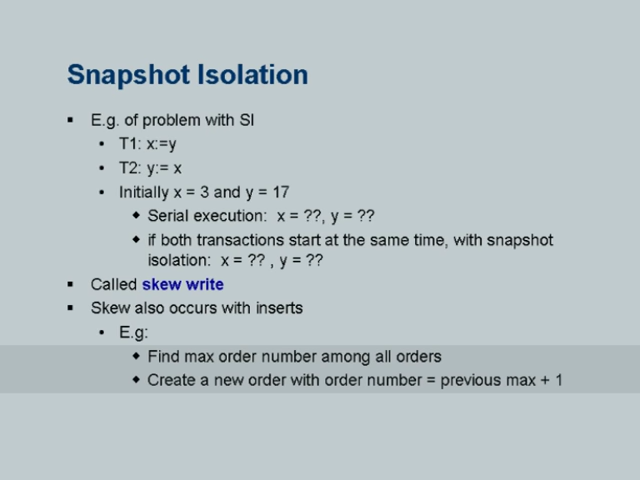 Snapshot Isolation
▪ E.g. of problem with SI
• T1: x:=y
• T2: y:= x
• Initially x = 3 and y = 17
◆ Serial execution:  x = ??, y = ??
◆ if both transactions start at the same time, with snapshot
isolation:  x = ?? , y = ??
▪ Called skew write
▪ Skew also occurs with inserts
• E.g:
◆ Find max order number among all orders
◆ Create a new order with order number = previous max + 1